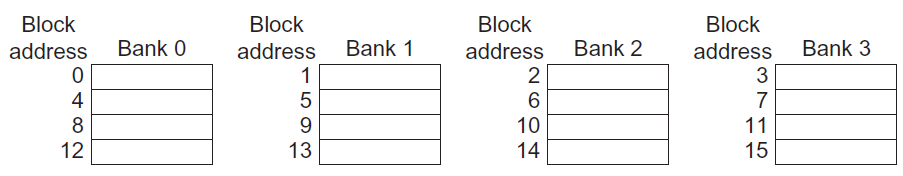 Block Block Block Block
address Bank 0 address Bank 1 address Bank 2 address Bank 3
0 1 2 3
4 5 6 7
8 9 10 11
12 13 14 15